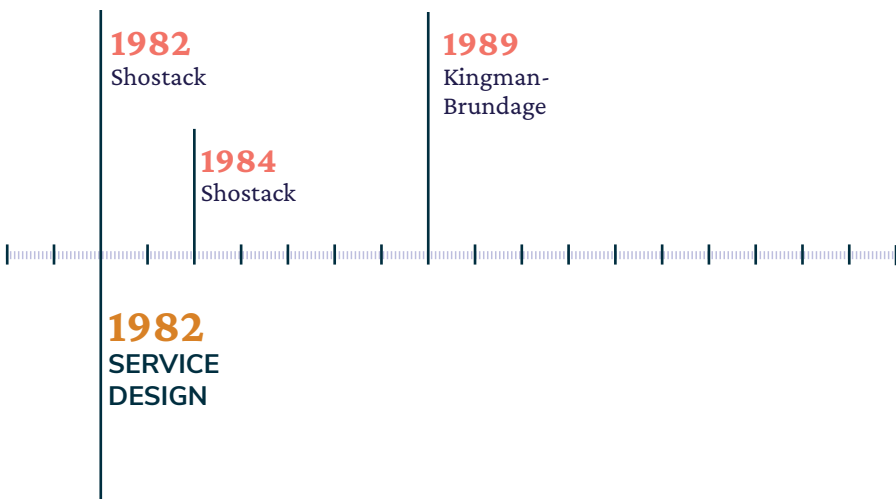 1982
Shostack
1984
Shostack
1989
Kingman-
Brundage
1982
SERVICE
DESIGN